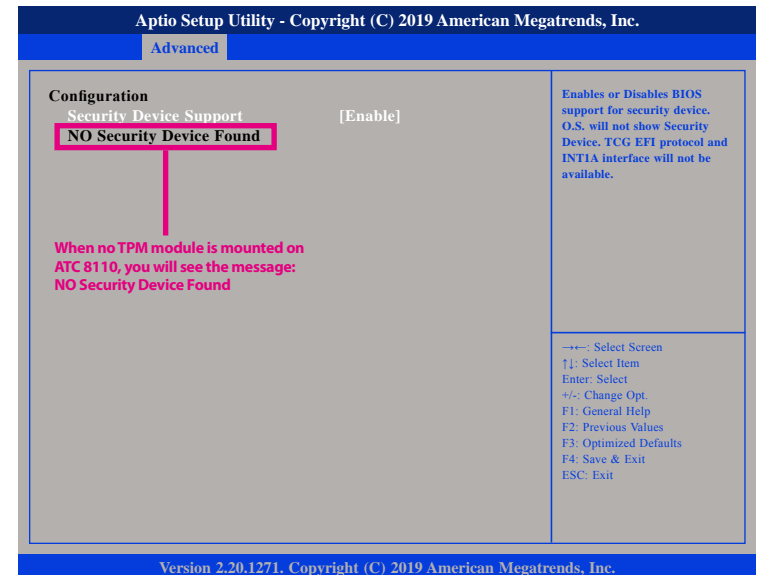 Aptio Setup Utility - Copyright (C) 2019 American Megatrends, Inc.
Advanced
Configuration
Security Device Support [Enable]
NO Security Device Found
When no TPM module is mounted on
ATC 8110, you will see the message:
NO Security Device Found
Enables or Disables BIOS
support for security device.
O.S. will not show Security
Device. TCG EFI protocol and
INT1A interface will not be
available.
→←: Select Screen
↑↓: Select Item
Enter: Select
+/-: Change Opt.
F1: General Help
F2: Previous Values
F3: Optimized Defaults
F4: Save & Exit
ESC: Exit
Version 2.20.1271. Copyright (C) 2019 American Megatrends, Inc.